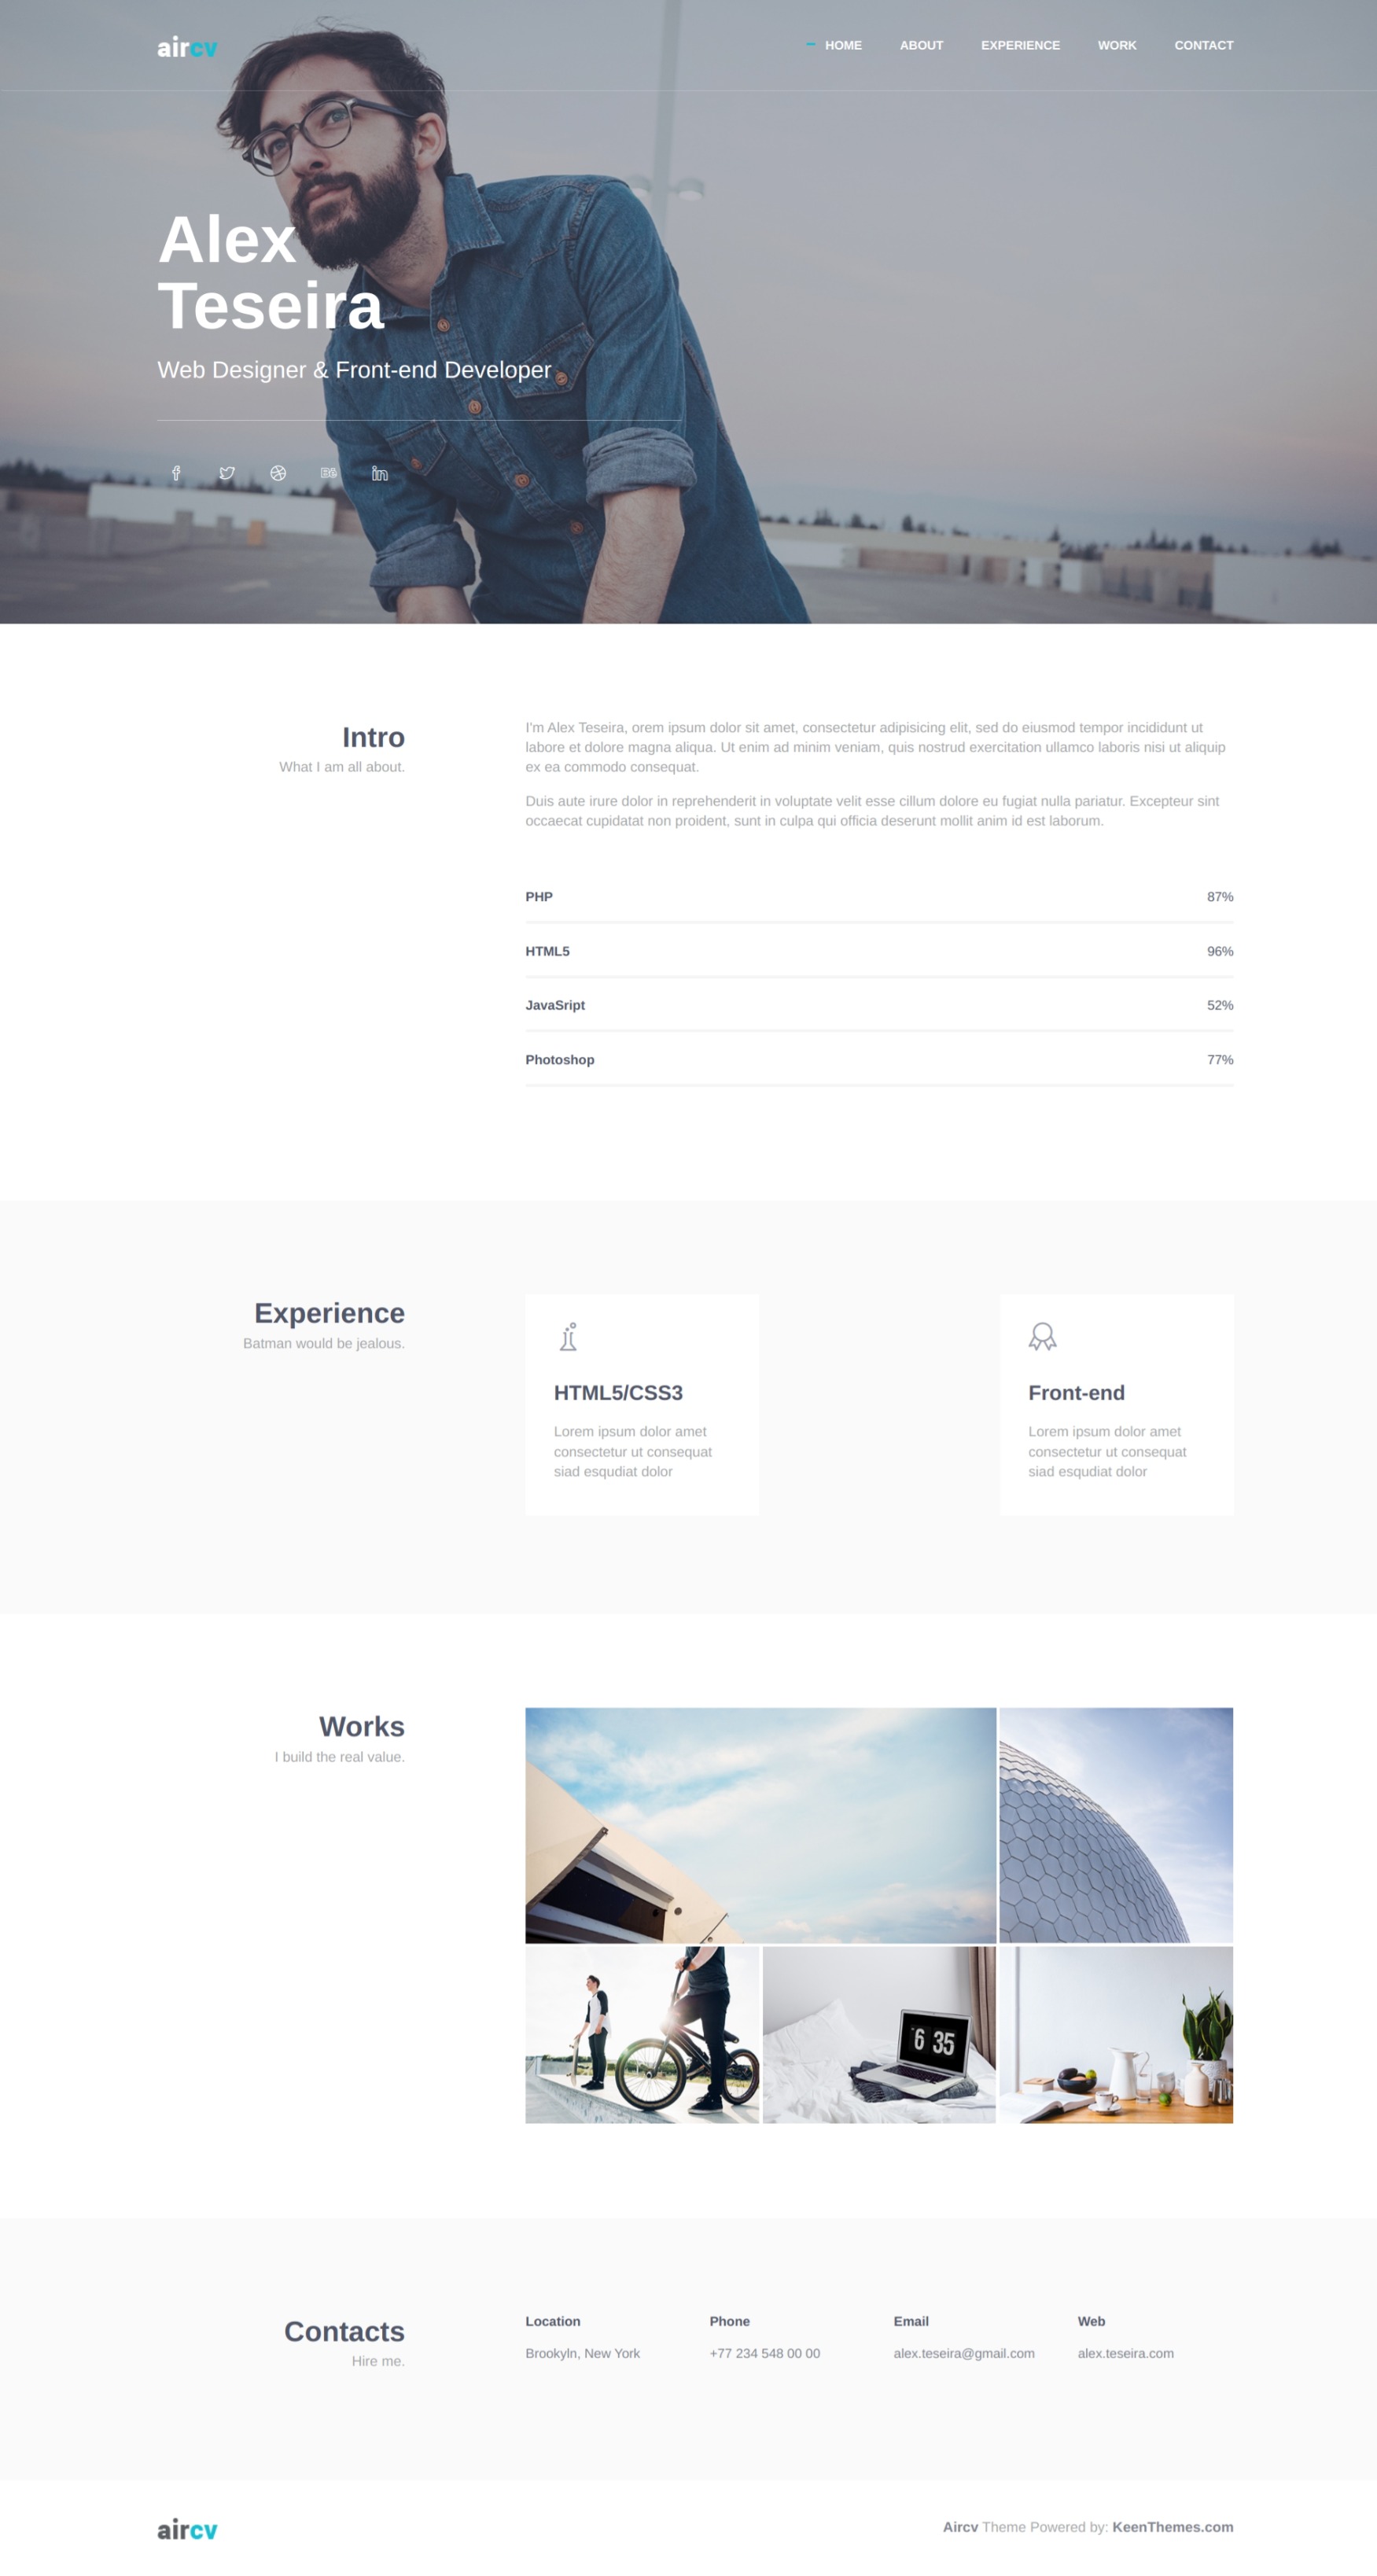 aircv
HOME ABOUT EXPERIENCE WORK CONTACT
Alex
Teseira
Web Designer & Front-end Developer
Intro
What I am all about.
I'm Alex Teseira, orem ipsum dolor sit amet, consectetur adipisicing elit, sed do eiusmod tempor incididunt ut
labore et dolore magna aliqua. Ut enim ad minim veniam, quis nostrud exercitation ullamco laboris nisi ut aliquip
ex ea commodo consequat.
Duis aute irure dolor in reprehenderit in voluptate velit esse cillum dolore eu fugiat nulla pariatur. Excepteur sint
occaecat cupidatat non proident, sunt in culpa qui officia deserunt mollit anim id est laborum.
PHP 87%
HTML5 96%
JavaSript 52%
Photoshop 77%
Experience
Batman would be jealous.
HTML5/CSS3
Lorem ipsum dolor amet
consectetur ut consequat
siad esqudiat dolor
Front-end
Lorem ipsum dolor amet
consectetur ut consequat
siad esqudiat dolor
Works
I build the real value.
6 35
Contacts
Hire me.
Location
Brookyln, New York
Phone
+77 234 548 00 00
Email
alex.teseira@gmail.com
Web
alex.teseira.com
aircv
Aircv Theme Powered by: KeenThemes.com